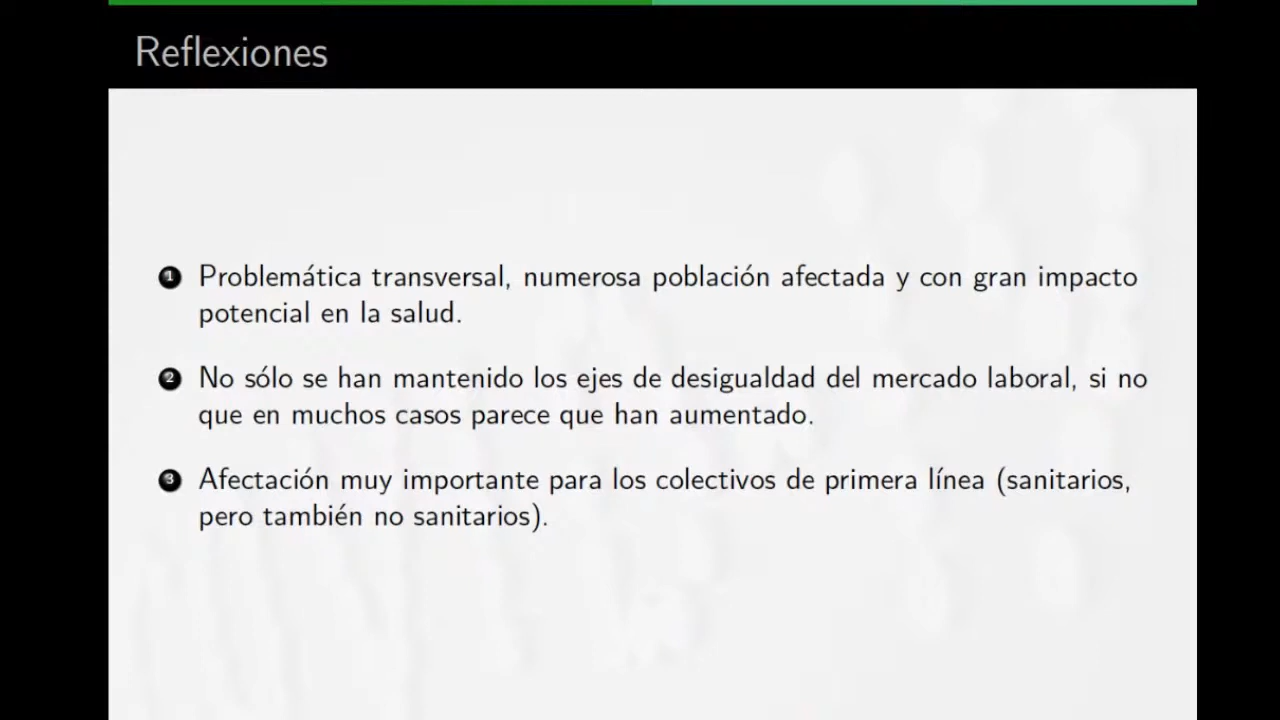 Reflexiones
1 Problemática transversal, numerosa población afectada y con gran impacto
potencial en la salud.
2 No sólo se han mantenido los ejes de desigualdad del mercado laboral, si no
que en muchos casos parece que han aumentado.
3 Afectación muy importante para los colectivos de primera línea (sanitarios,
pero también no sanitarios).